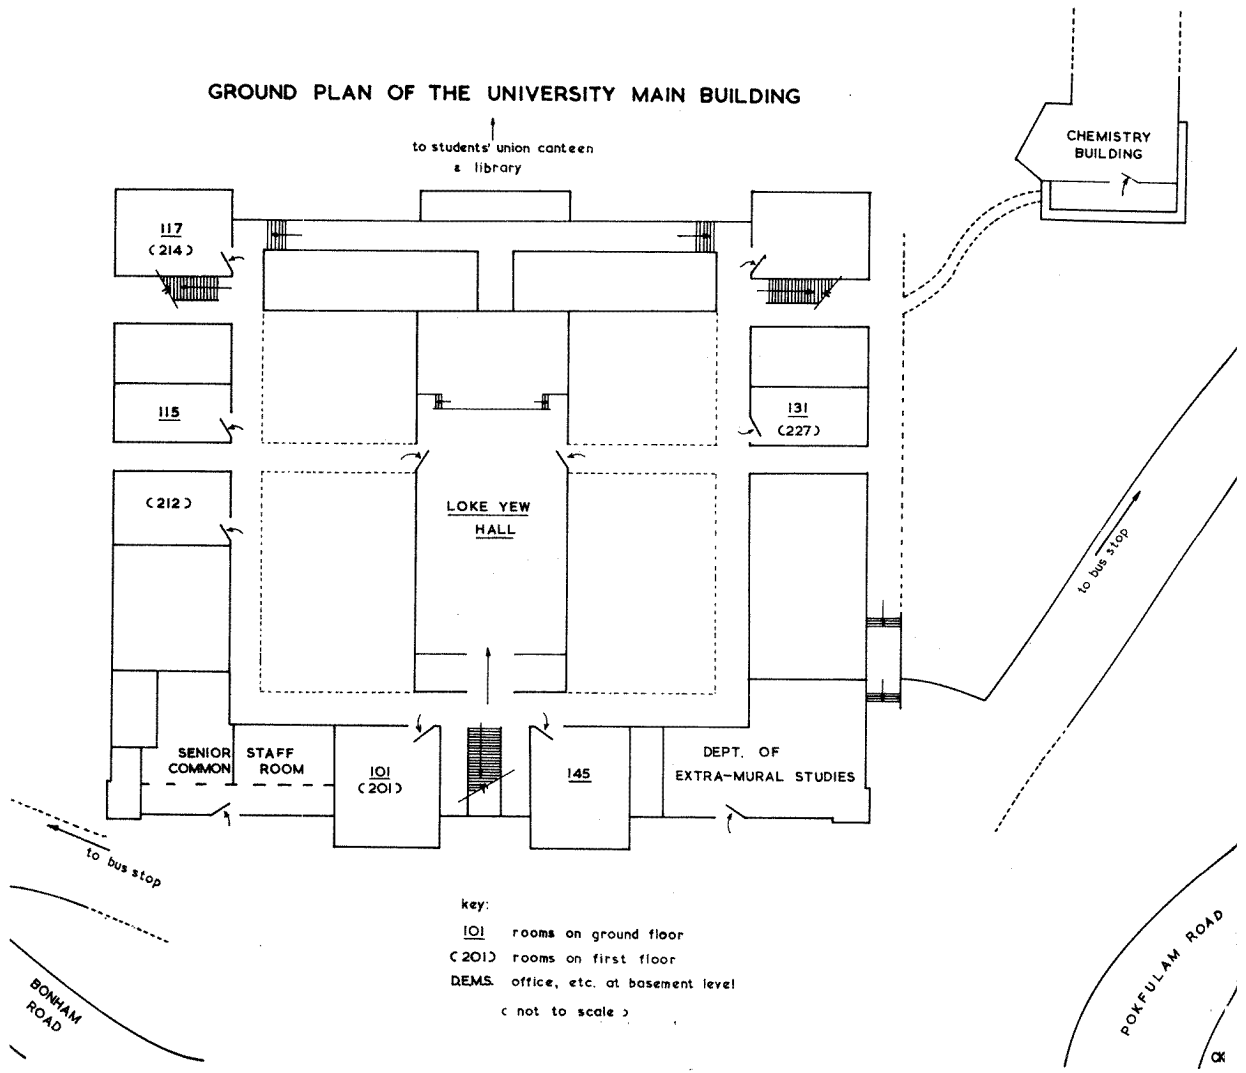 GROUND PLAN OF THE UNIVERSITY MAIN BUILDING
to students' union canteen
& library
CHEMISTRY
BUILDING
117
(214)
115
131
(227)
(212)
LOKE YEW
HALL
to bus stop
SENIOR STAFF
COMMON ROOM
101
(201)
145
DEPT. OF
EXTRA-MURAL STUDIES
to bus stop
key:
101 rooms on ground floor
(201) rooms on first floor
D.E.M.S. office, etc. at basement level
( not to scale )
BONHAM
ROAD
POKFULAM ROAD